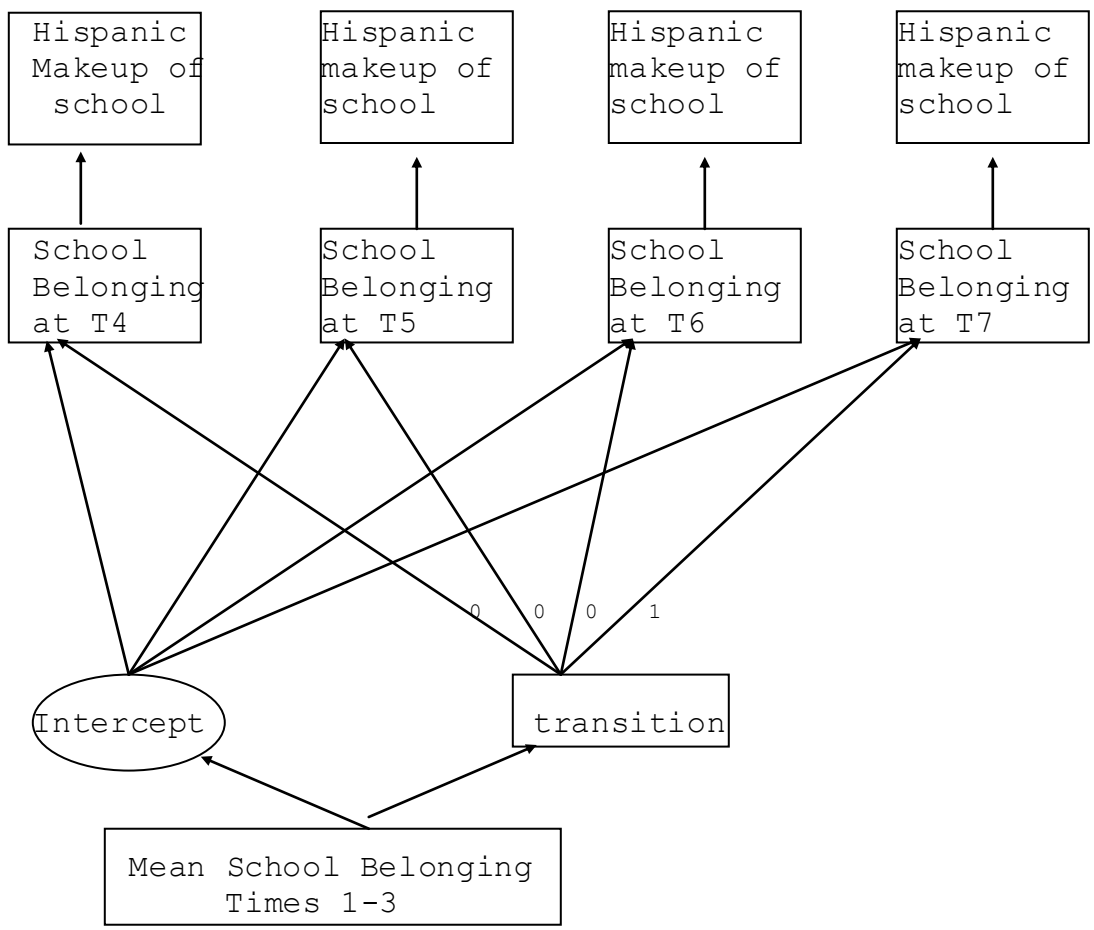 Hispanic
Makeup of
school
Hispanic
makeup of
school
Hispanic
makeup of
school
Hispanic
makeup of
school
School
Belonging
at T4
School
Belonging
at T5
School
Belonging
at T6
School
Belonging
at T7
0 0 0 1
Intercept
transition
Mean School Belonging
Times 1-3